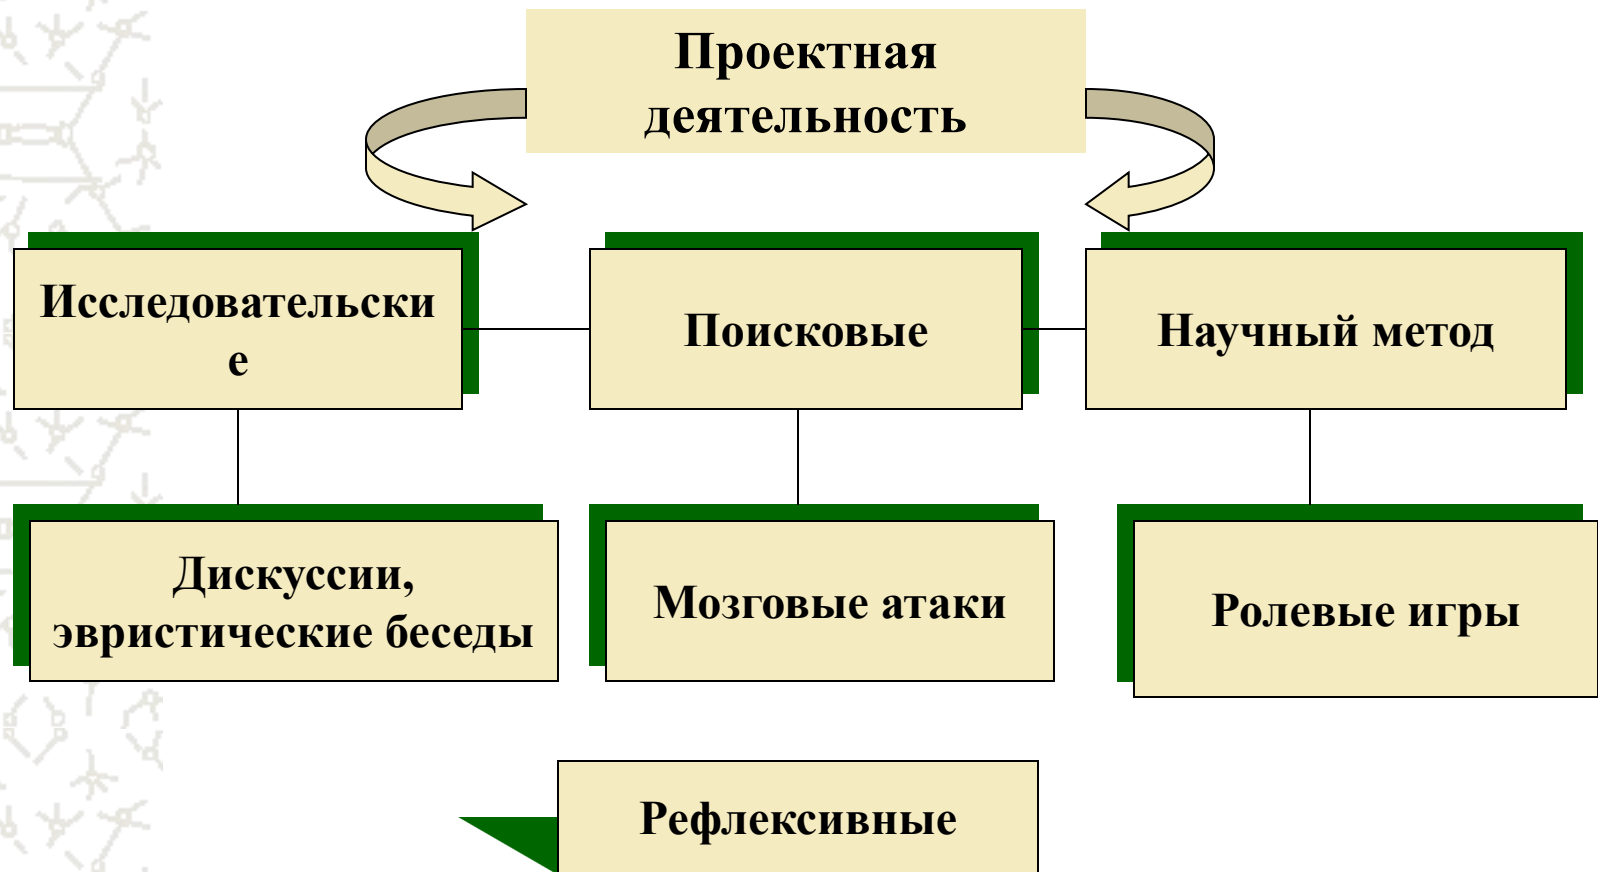 Проектная
деятельность
Исследовательски
е
Поисковые
Научный метод
Дискуссии,
эвристические беседы
Мозговые атаки
Ролевые игры
Рефлексивные